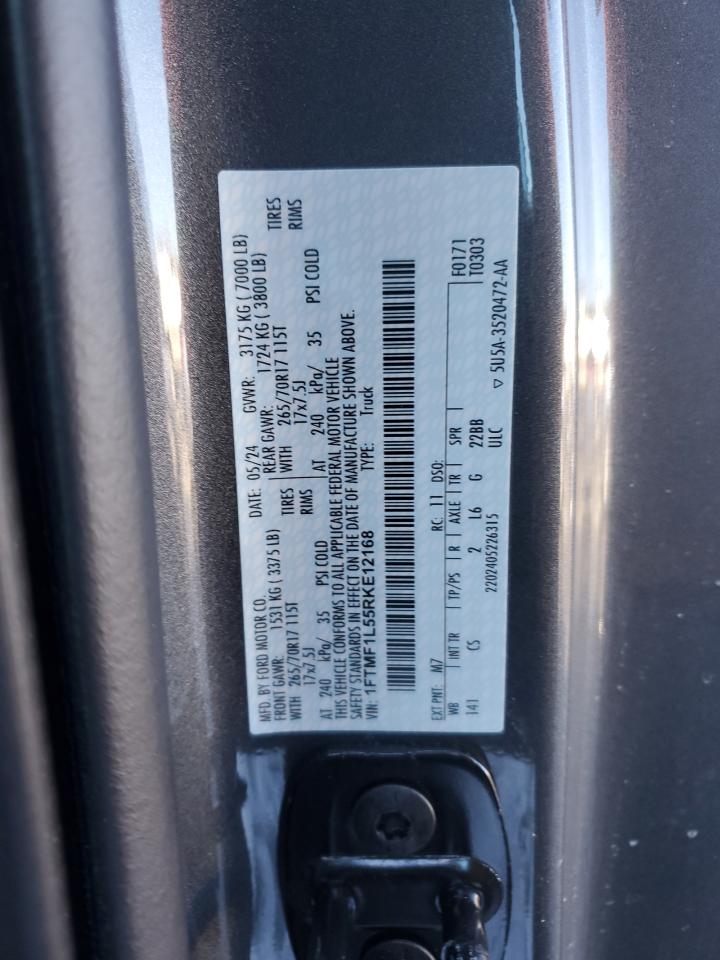 MFD. BY FORD MOTOR CO. DATE: 05/24 GVWR: 3175 KG ( 7000 LB)
FRONT GAWR: 1531 KG ( 3375 LB) REAR GAWR: 1724 KG ( 3800 LB)
WITH 265/70R17 115T TIRES WITH 265/70R17 115T TIRES
17x7.5J RIMS 17x7.5J RIMS
AT 240 kPa/ 35 PSI COLD AT 240 kPa/ 35 PSI COLD
THIS VEHICLE CONFORMS TO ALL APPLICABLE FEDERAL MOTOR VEHICLE
SAFETY STANDARDS IN EFFECT ON THE DATE OF MANUFACTURE SHOWN ABOVE.
VIN: 1FTMF1L55RKE12168 TYPE: Truck
EXT PNT: M7 RC: 11 DSO: F0171
WB INT TR TP/PS R AXLE TR SPR T0303
141 CS 2 L6 G 22BB
ULC
2202405226315 ▽ 5U5A-3520472-AA